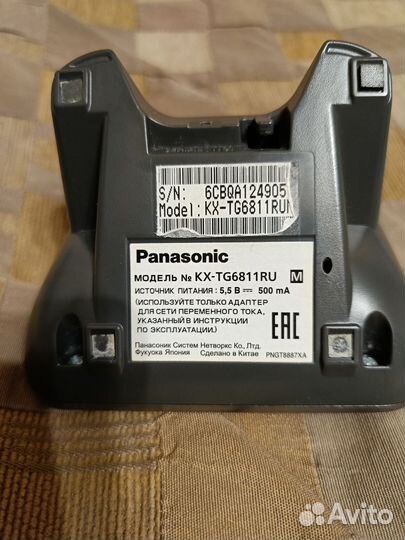 S/N: 6CBQA124905
Model: KX-TG6811RUM
Panasonic
МОДЕЛЬ № KX-TG6811RU M
ИСТОЧНИК ПИТАНИЯ : 5,5 В ⎓ 500 mA
(ИСПОЛЬЗУЙТЕ ТОЛЬКО АДАПТЕР
ДЛЯ СЕТИ ПЕРЕМЕННОГО ТОКА,
УКАЗАННЫЙ В ИНСТРУКЦИИ
ПО ЭКСПЛУАТАЦИИ.)
EAC
Панасоник Систем Нетворкс Ко., Лтд.
Фукуока Япония Сделано в Китае PNGT8887XA
Avito